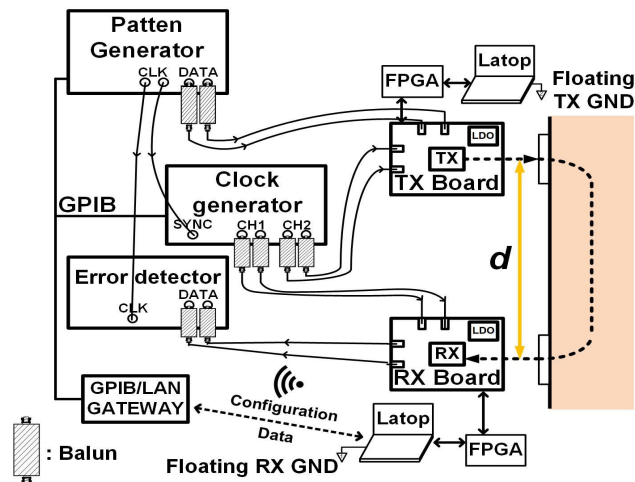 Patten
Generator
CLK
DATA
FPGA
Latop
Floating
TX GND
LDO
TX
TX Board
GPIB
Clock
generator
SYNC
CH1
CH2
d
Error detector
CLK
DATA
LDO
RX
RX Board
GPIB/LAN
GATEWAY
Configuration
Data
Latop
FPGA
Floating RX GND
: Balun